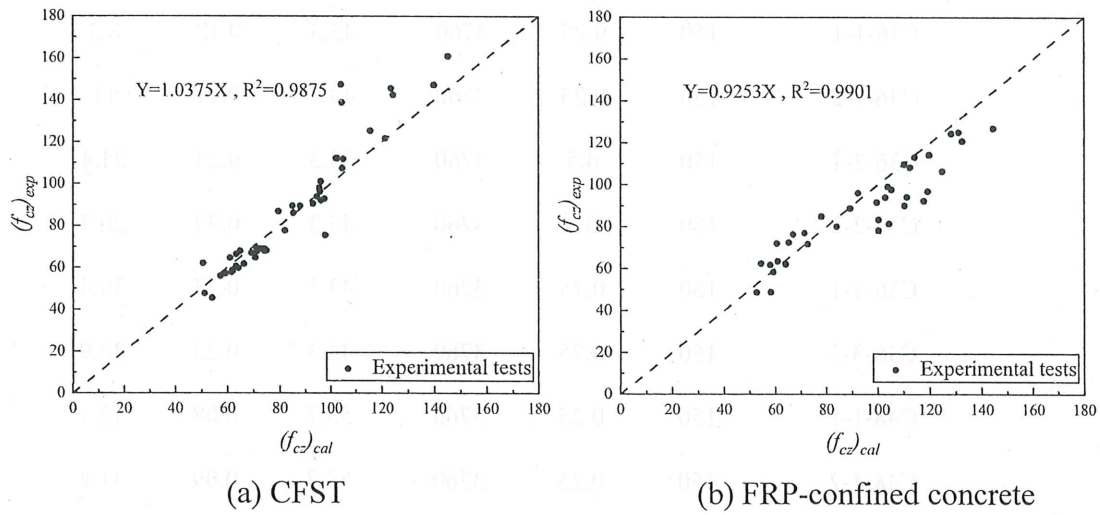 180
160
140
120
100
80
60
40
20
0
(f_cz)_exp
Y=1.0375X , R²=0.9875
Experimental tests
0 20 40 60 80 100 120 140 160 180
(f_cz)_cal
(a) CFST
180
160
140
120
100
80
60
40
20
0
(f_cz)_exp
Y=0.9253X , R²=0.9901
Experimental tests
0 20 40 60 80 100 120 140 160 180
(f_cz)_cal
(b) FRP-confined concrete